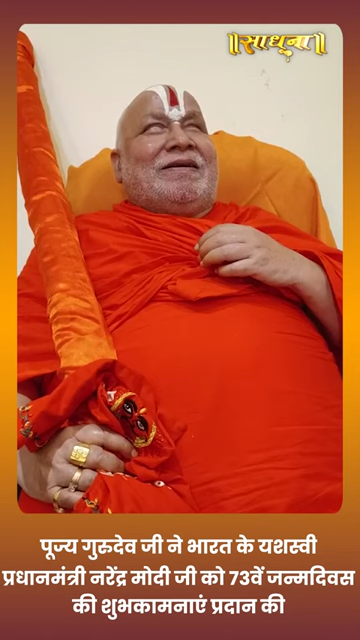 ॥साधना॥
पूज्य गुरुदेव जी ने भारत के यशस्वी
प्रधानमंत्री नरेंद्र मोदी जी को 73वें जन्मदिवस
की शुभकामनाएं प्रदान की